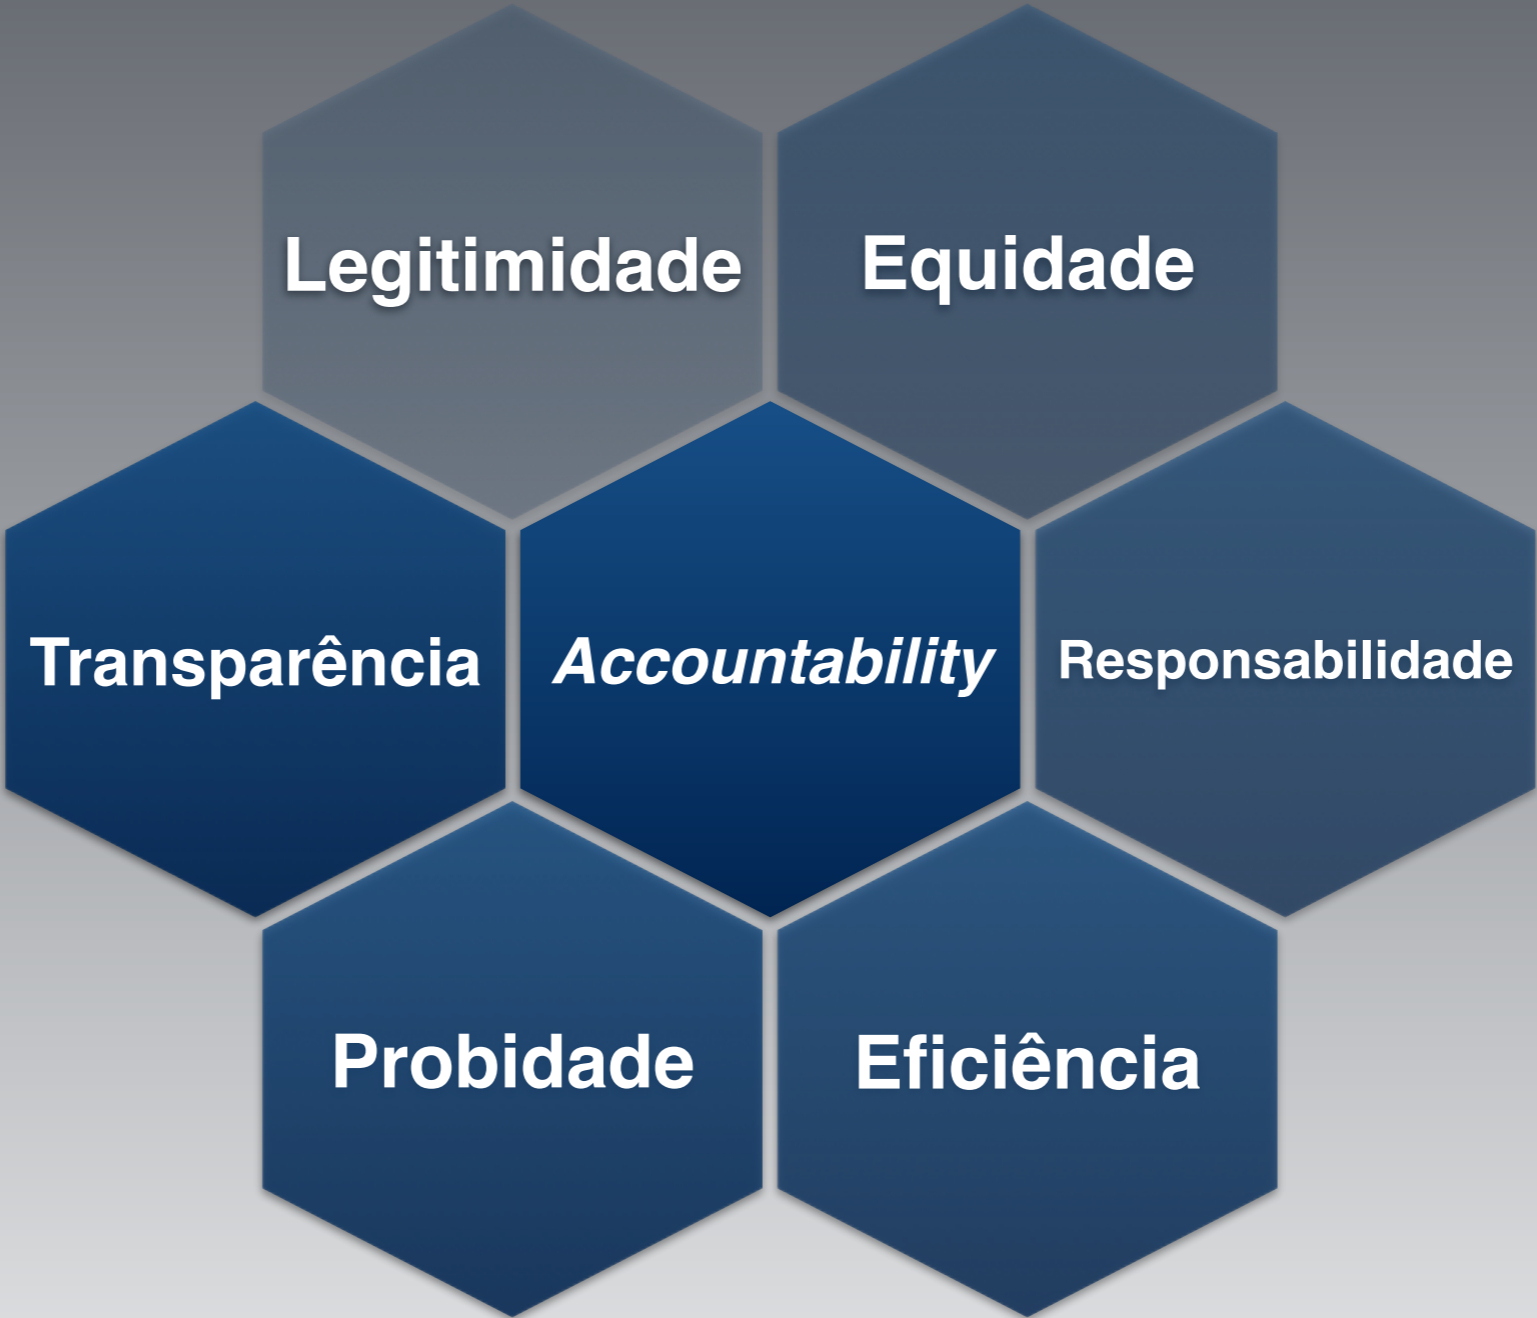 Legitimidade
Equidade
Transparência
Accountability
Responsabilidade
Probidade
Eficiência